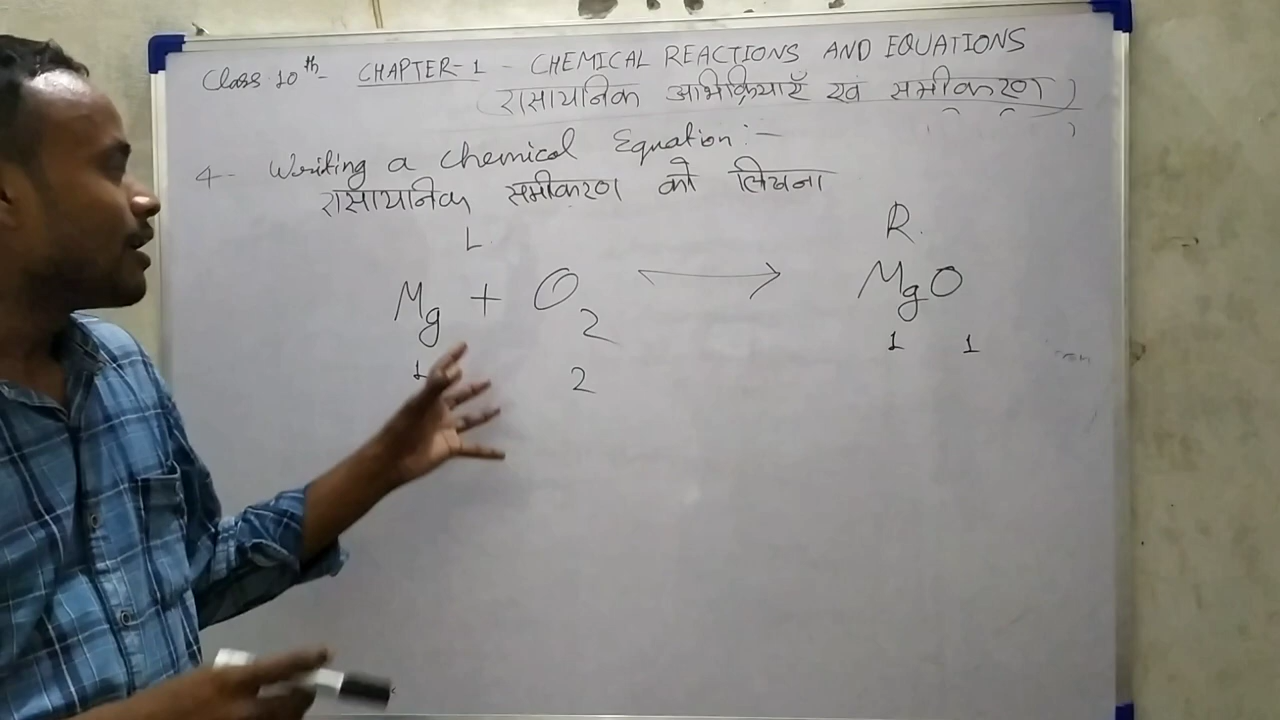 Class 10th- CHAPTER-1 - CHEMICAL REACTIONS AND EQUATIONS
(रासायनिक अभिक्रियाएँ एवं समीकरण)
4- Writing a Chemical Equation:-
रासायनिक समीकरण को लिखना
L. R.
Mg + O2 ⟷ MgO
1 2 1 1